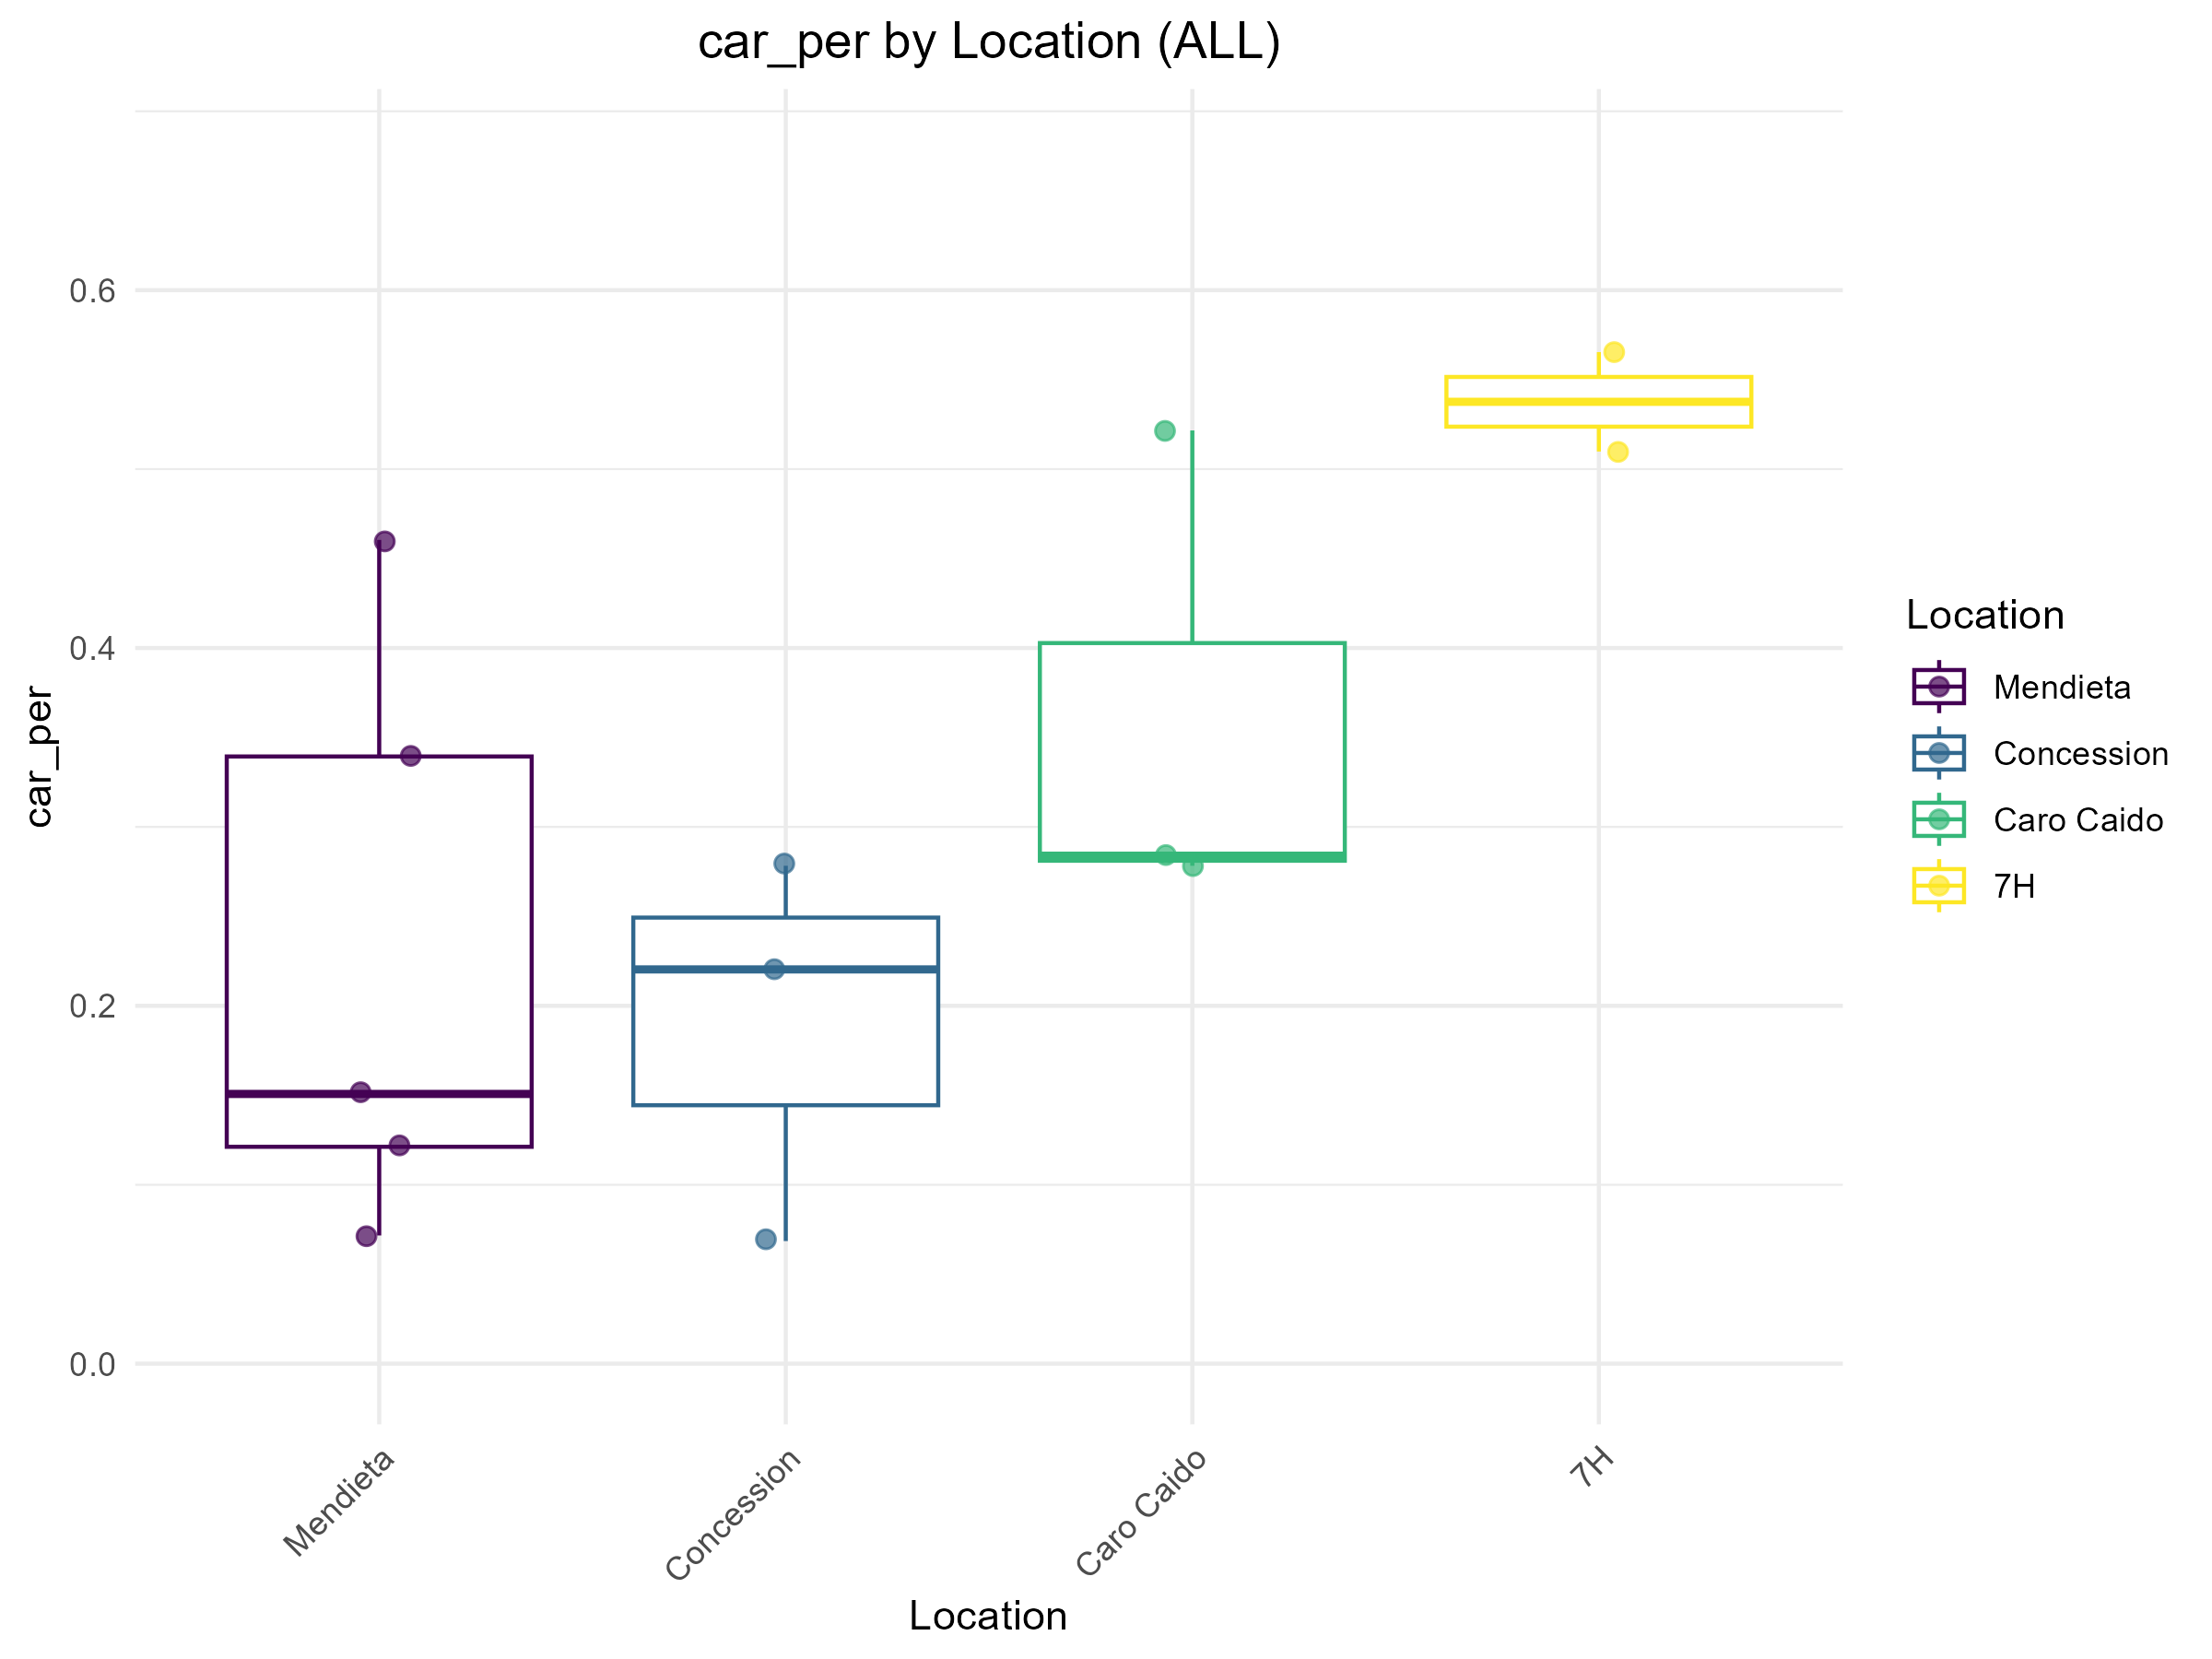 car_per by Location (ALL)
car_per
0.6
0.4
0.2
0.0
Mendieta
Concession
Caro Caido
7H
Location
Location
Mendieta
Concession
Caro Caido
7H